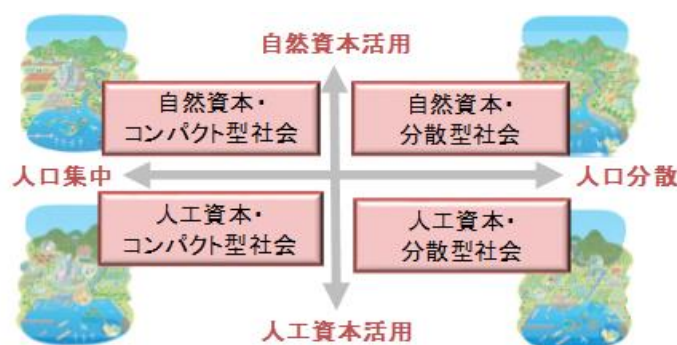 自然資本活用
自然資本・
コンパクト型社会
自然資本・
分散型社会
人口集中
人口分散
人工資本・
コンパクト型社会
人工資本・
分散型社会
人工資本活用